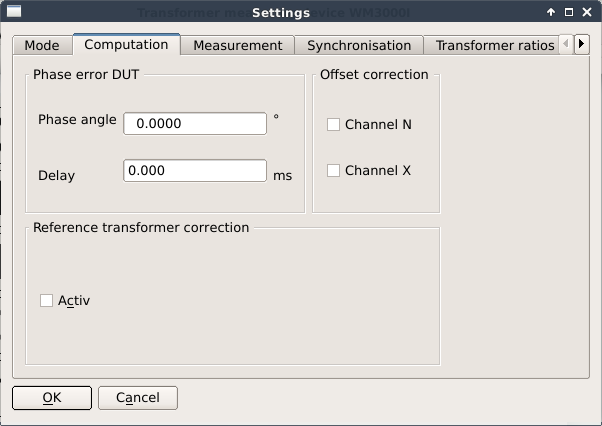 Settings
Mode Computation Measurement Synchronisation Transformer ratios
Phase error DUT
Offset correction
Phase angle 0.0000 °
Channel N
Delay 0.000 ms
Channel X
Reference transformer correction
Activ
OK Cancel